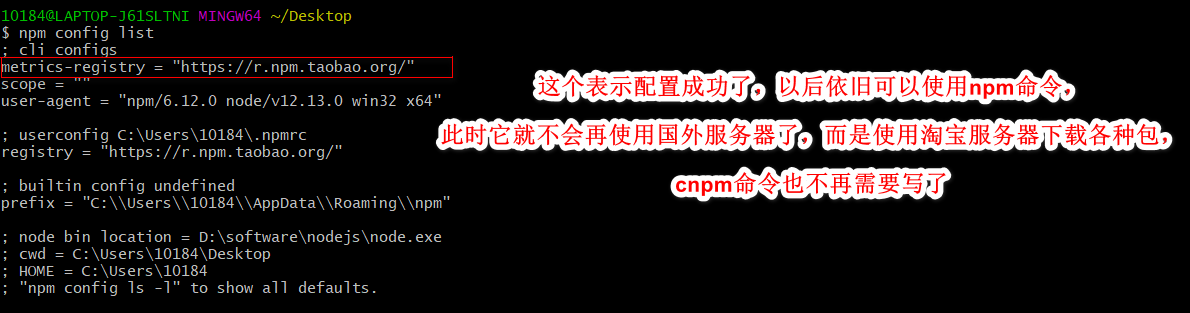 10184@LAPTOP-J61SLTNI MINGW64 ~/Desktop
$ npm config list
; cli configs
metrics-registry = "https://r.npm.taobao.org/"
scope = ""
user-agent = "npm/6.12.0 node/v12.13.0 win32 x64"
; userconfig C:\Users\10184\.npmrc
registry = "https://r.npm.taobao.org/"
; builtin config undefined
prefix = "C:\\Users\\10184\\AppData\\Roaming\\npm"
; node bin location = D:\software\nodejs\node.exe
; cwd = C:\Users\10184\Desktop
; HOME = C:\Users\10184
; "npm config ls -l" to show all defaults.
这个表示配置成功了，以后依旧可以使用npm命令，
此时它就不会再使用国外服务器了，而是使用淘宝服务器下载各种包，
cnpm命令也不再需要写了